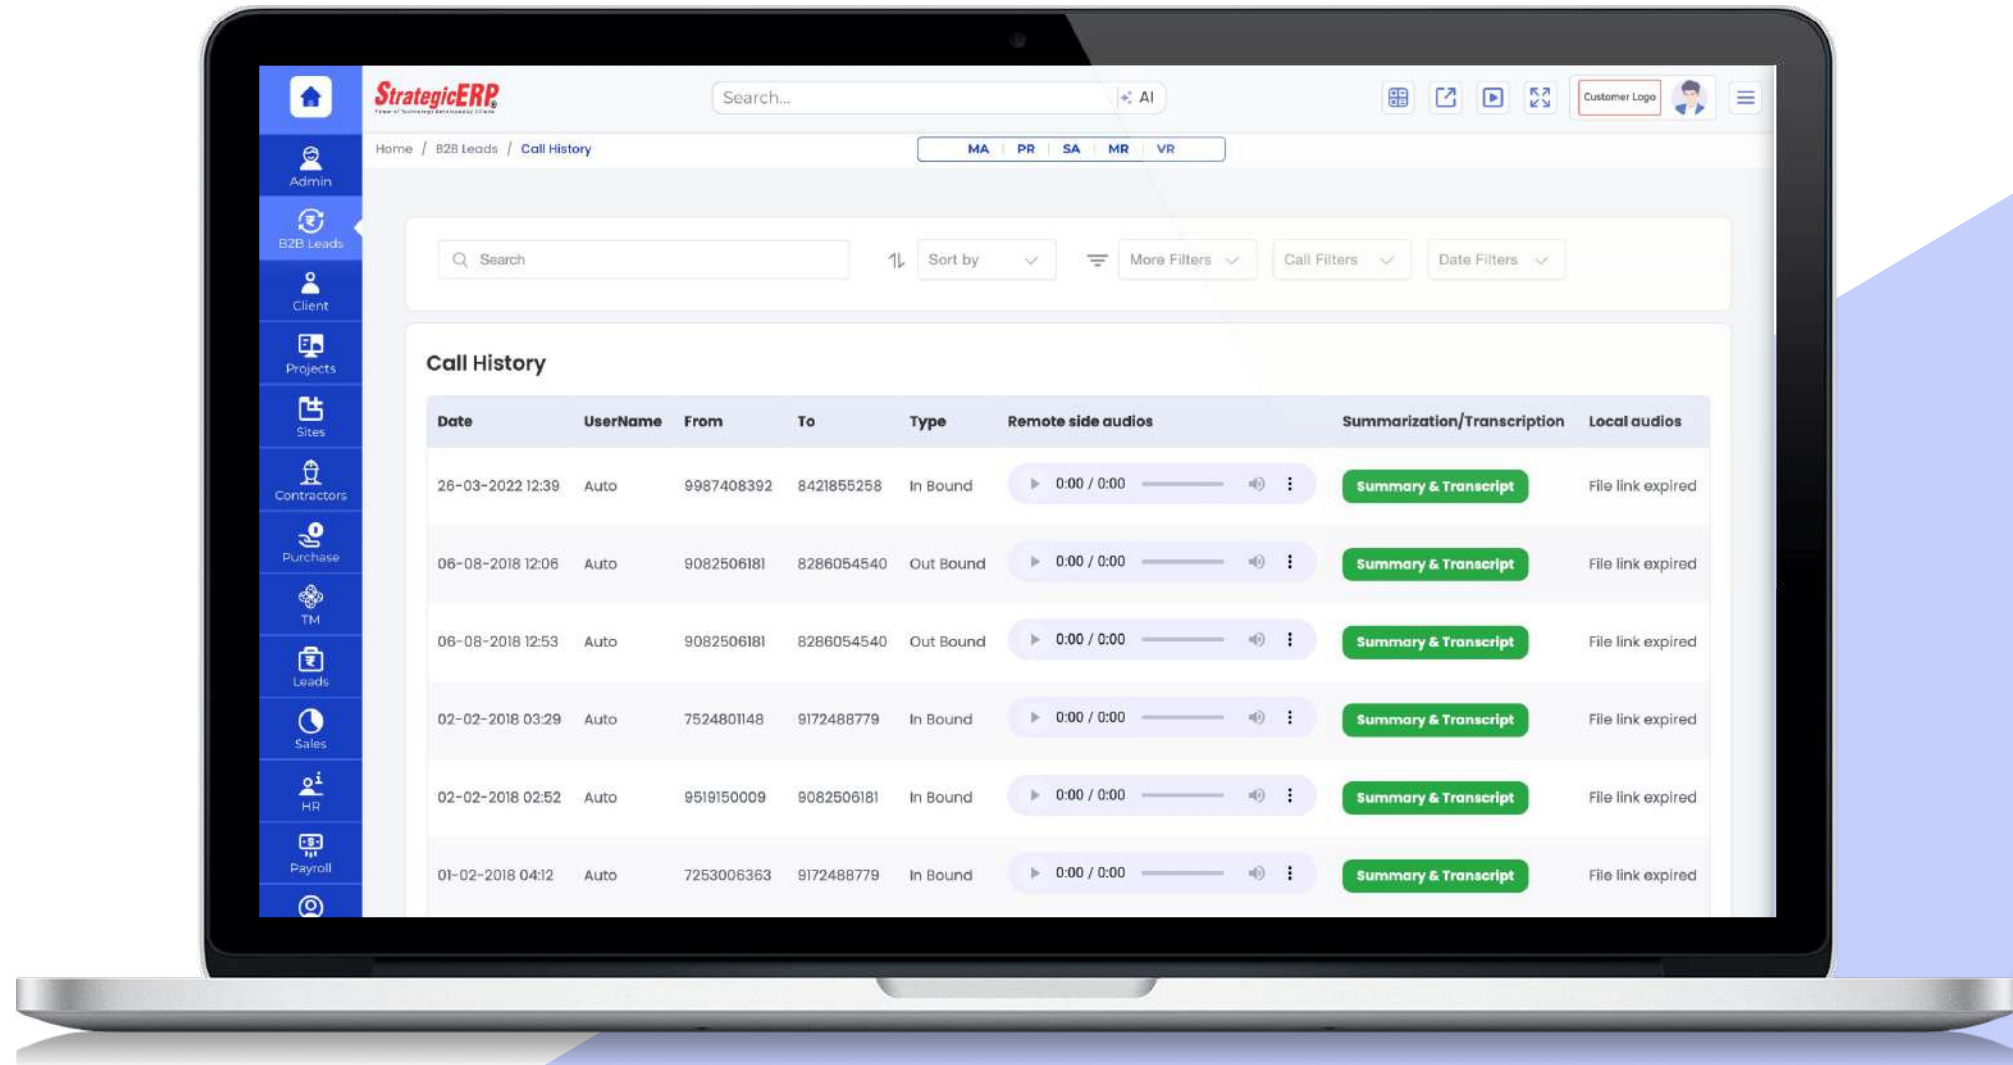 StrategicERP®
Search...
AI
Customer Logo
Home / B2B Leads / Call History
MA PR SA MR VR
Admin
B2B Leads
Client
Projects
Sites
Contractors
Purchase
TM
Leads
Sales
HR
Payroll
Search
Sort by
More Filters
Call Filters
Date Filters
Call History
Date UserName From To Type Remote side audios Summarization/Transcription Local audios
26-03-2022 12:39 Auto 9987408392 8421855258 In Bound 0:00 / 0:00 Summary & Transcript File link expired
06-08-2018 12:06 Auto 9082506181 8286054540 Out Bound 0:00 / 0:00 Summary & Transcript File link expired
06-08-2018 12:53 Auto 9082506181 8286054540 Out Bound 0:00 / 0:00 Summary & Transcript File link expired
02-02-2018 03:29 Auto 7524801148 9172488779 In Bound 0:00 / 0:00 Summary & Transcript File link expired
02-02-2018 02:52 Auto 9519150009 9082506181 In Bound 0:00 / 0:00 Summary & Transcript File link expired
01-02-2018 04:12 Auto 7253006363 9172488779 In Bound 0:00 / 0:00 Summary & Transcript File link expired